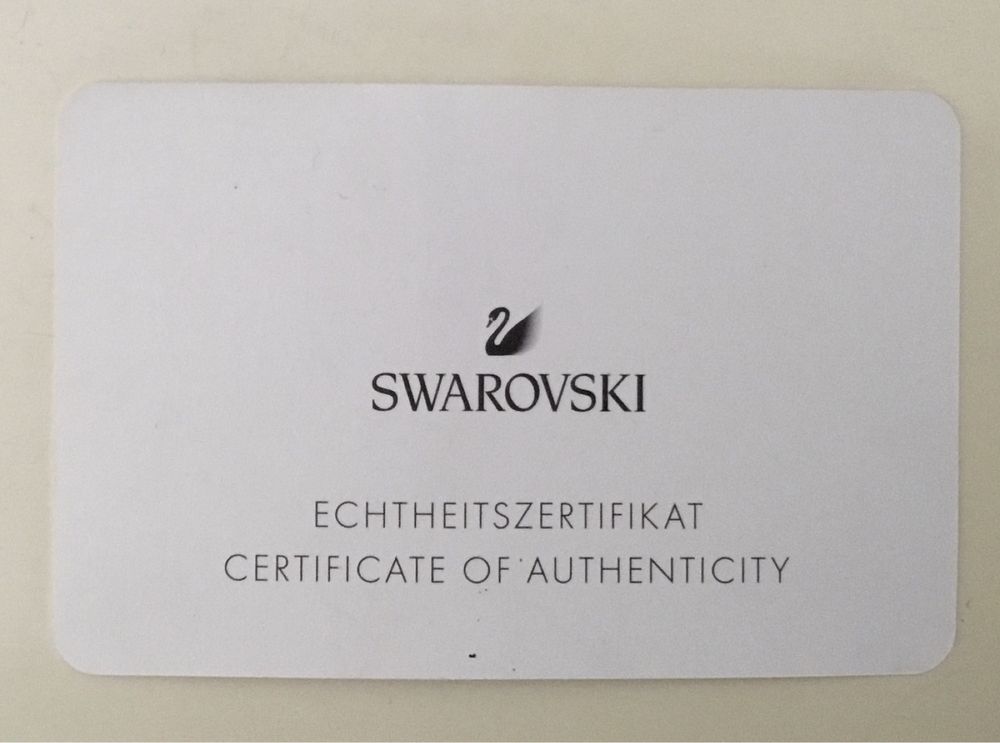 SWAROVSKI
ECHTHEITSZERTIFIKAT
CERTIFICATE OF AUTHENTICITY